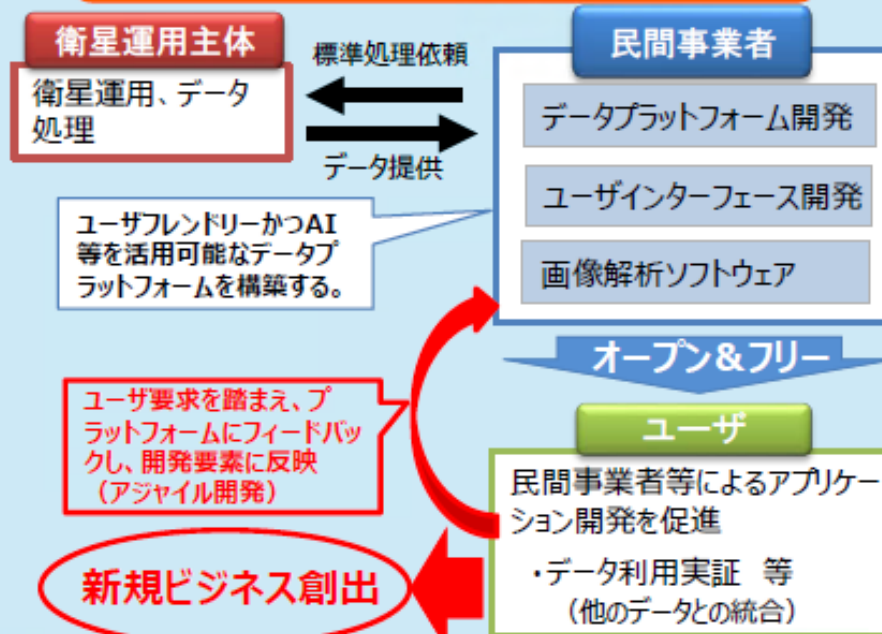 衛星運用主体
衛星運用、データ
処理
標準処理依頼
データ提供
民間事業者
データプラットフォーム開発
ユーザインターフェース開発
画像解析ソフトウェア
ユーザフレンドリーかつAI
等を活用可能なデータプ
ラットフォームを構築する。
オープン&フリー
ユーザ要求を踏まえ、プ
ラットフォームにフィードバッ
クし、開発要素に反映
(アジャイル開発)
ユーザ
民間事業者等によるアプリケー
ション開発を促進
・データ利用実証 等
(他のデータとの統合)
新規ビジネス創出